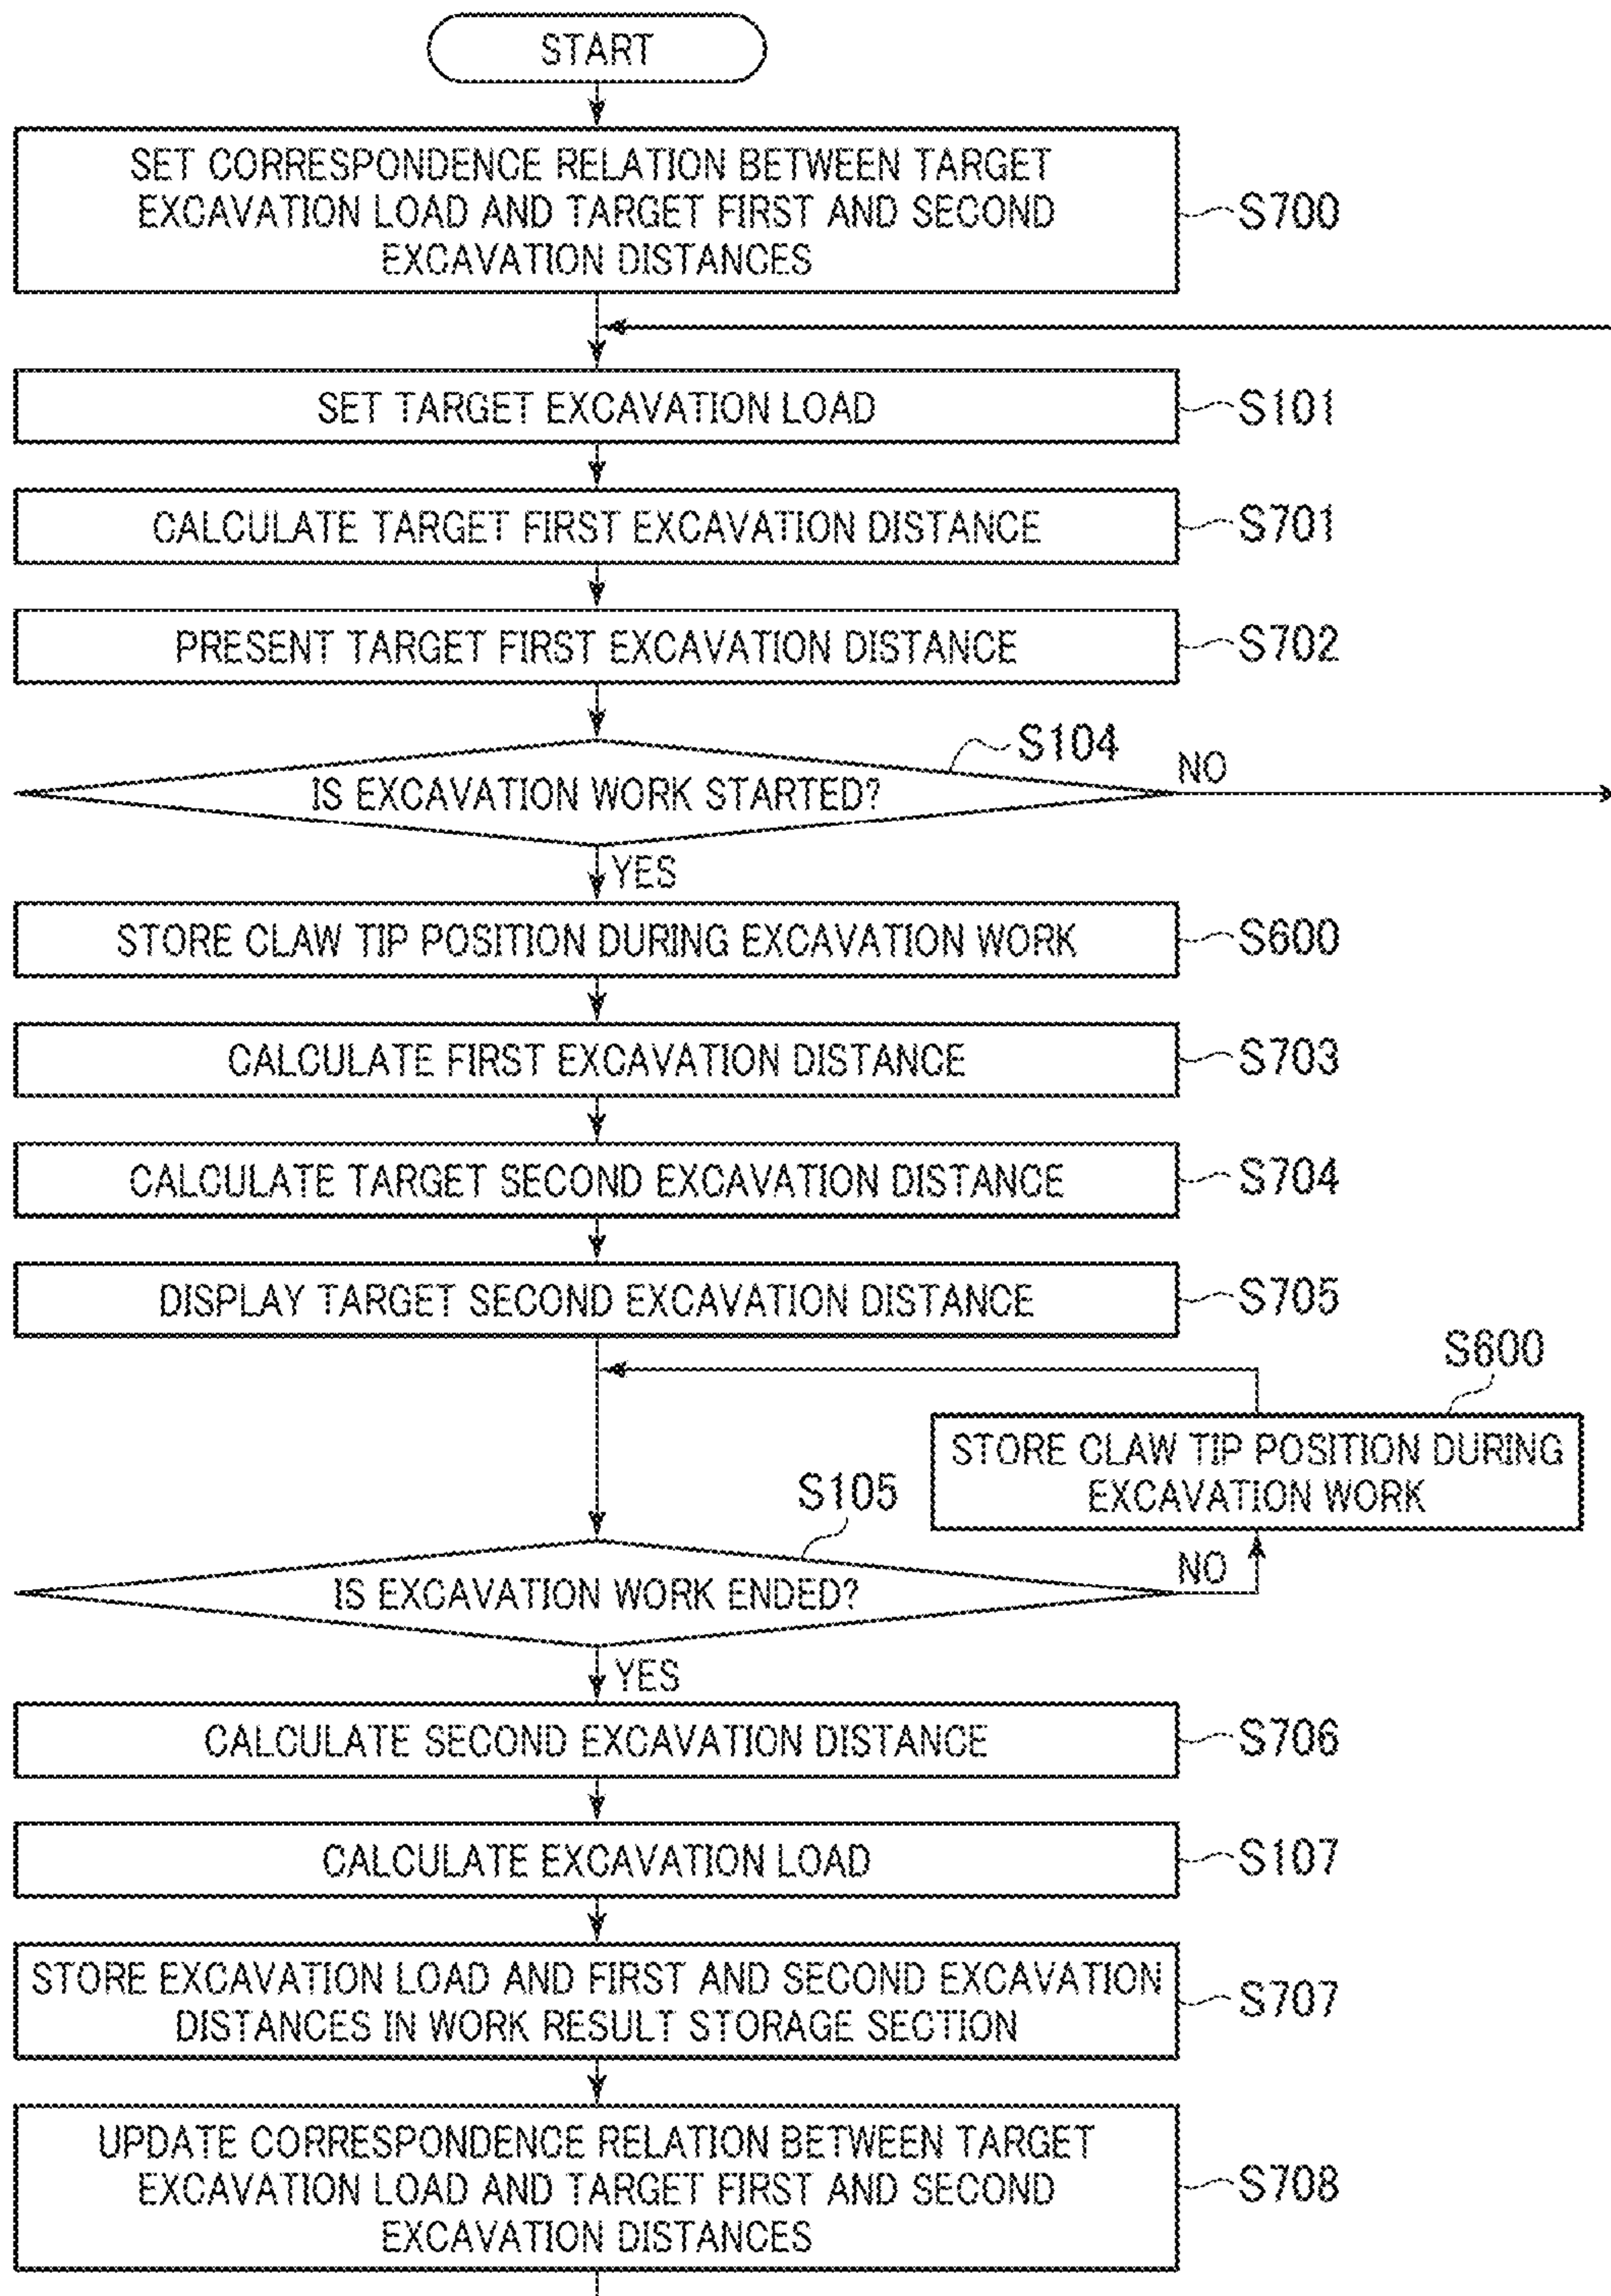 START
SET CORRESPONDENCE RELATION BETWEEN TARGET
EXCAVATION LOAD AND TARGET FIRST AND SECOND
EXCAVATION DISTANCES
S700
SET TARGET EXCAVATION LOAD
S101
CALCULATE TARGET FIRST EXCAVATION DISTANCE
S701
PRESENT TARGET FIRST EXCAVATION DISTANCE
S702
S104
IS EXCAVATION WORK STARTED?
NO
YES
STORE CLAW TIP POSITION DURING EXCAVATION WORK
S600
CALCULATE FIRST EXCAVATION DISTANCE
S703
CALCULATE TARGET SECOND EXCAVATION DISTANCE
S704
DISPLAY TARGET SECOND EXCAVATION DISTANCE
S705
S600
STORE CLAW TIP POSITION DURING
EXCAVATION WORK
S105
IS EXCAVATION WORK ENDED?
NO
YES
CALCULATE SECOND EXCAVATION DISTANCE
S706
CALCULATE EXCAVATION LOAD
S107
STORE EXCAVATION LOAD AND FIRST AND SECOND EXCAVATION
DISTANCES IN WORK RESULT STORAGE SECTION
S707
UPDATE CORRESPONDENCE RELATION BETWEEN TARGET
EXCAVATION LOAD AND TARGET FIRST AND SECOND
EXCAVATION DISTANCES
S708